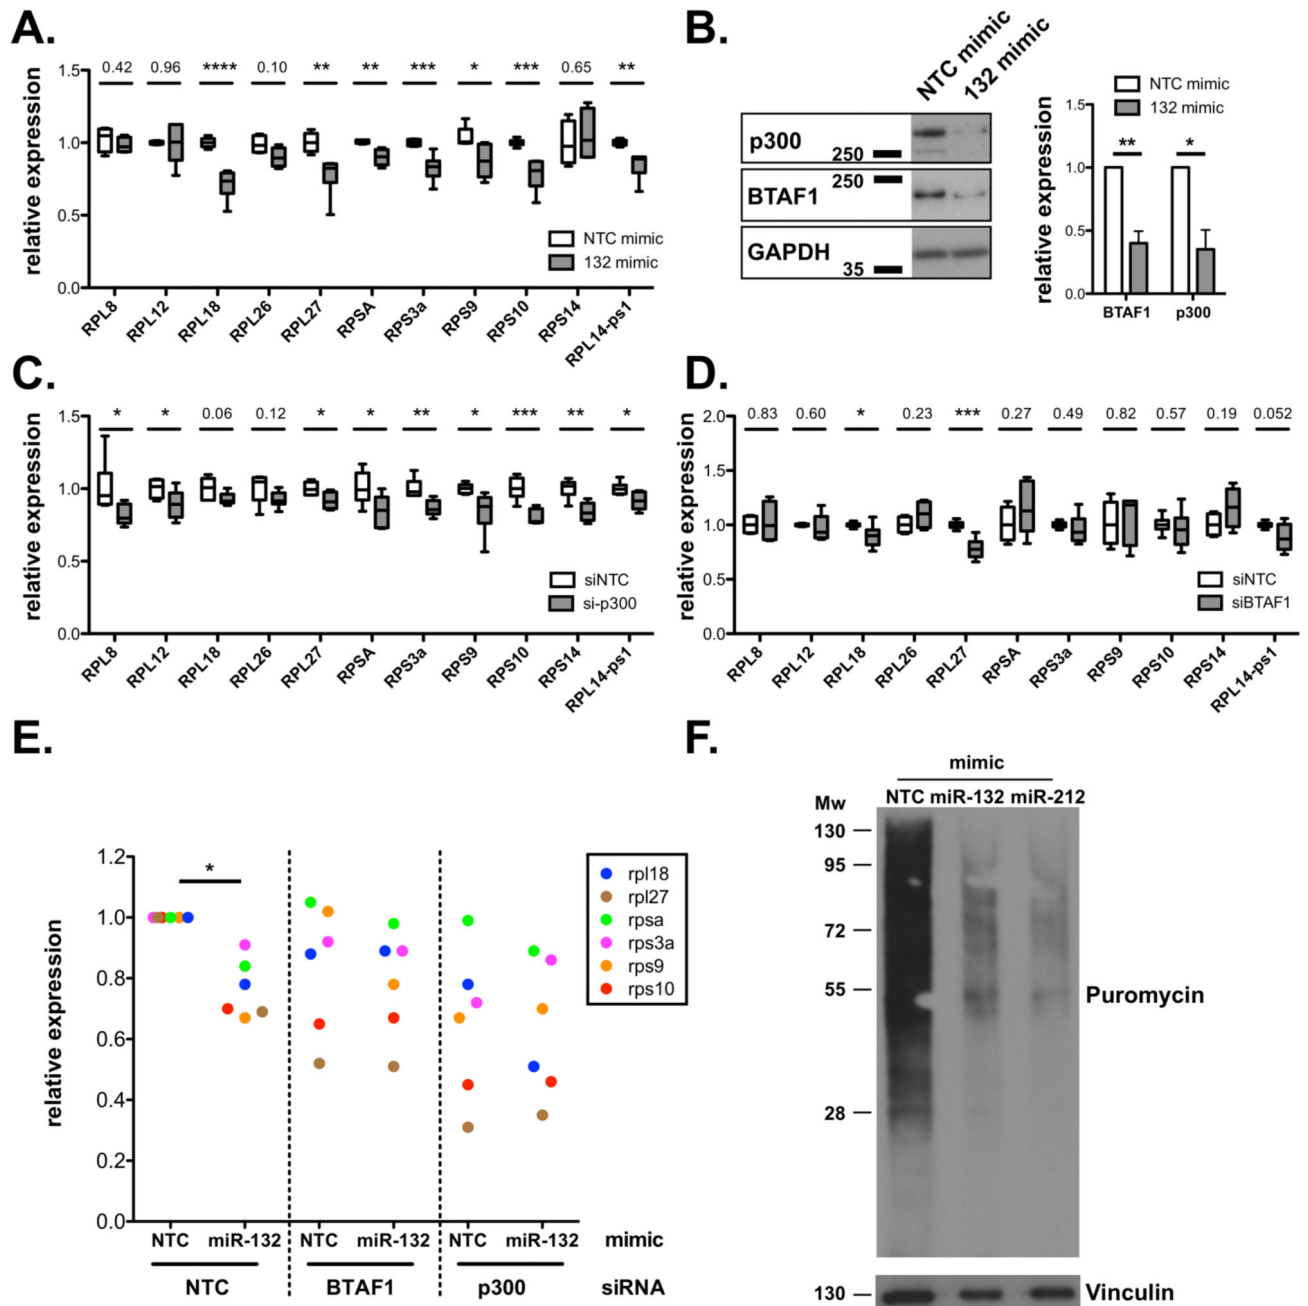 A.
0.42 0.96 **** 0.10 ** ** *** * *** 0.65 **
relative expression
1.5
1.0
0.5
0.0
NTC mimic
132 mimic
RPL8 RPL12 RPL18 RPL26 RPL27 RPSA RPS3a RPS9 RPS10 RPS14 RPL14-ps1
B.
NTC mimic
132 mimic
p300
250
250
BTAF1
GAPDH
35
NTC mimic
132 mimic
relative expression
1.5
1.0
0.5
0.0
** *
BTAF1 p300
C.
* * 0.06 0.12 * * ** * *** ** *
relative expression
1.5
1.0
0.5
0.0
siNTC
si-p300
RPL8 RPL12 RPL18 RPL26 RPL27 RPSA RPS3a RPS9 RPS10 RPS14 RPL14-ps1
D.
0.83 0.60 * 0.23 *** 0.27 0.49 0.82 0.57 0.19 0.052
relative expression
2.0
1.5
1.0
0.5
0.0
siNTC
siBTAF1
RPL8 RPL12 RPL18 RPL26 RPL27 RPSA RPS3a RPS9 RPS10 RPS14 RPL14-ps1
E.
relative expression
1.2
1.0
0.8
0.6
0.4
0.2
0.0
*
rpl18
rpl27
rpsa
rps3a
rps9
rps10
NTC miR-132 NTC miR-132 NTC miR-132 mimic
NTC BTAF1 p300 siRNA
F.
mimic
Mw NTC miR-132 miR-212
130
95
72
55
28
Puromycin
130
Vinculin